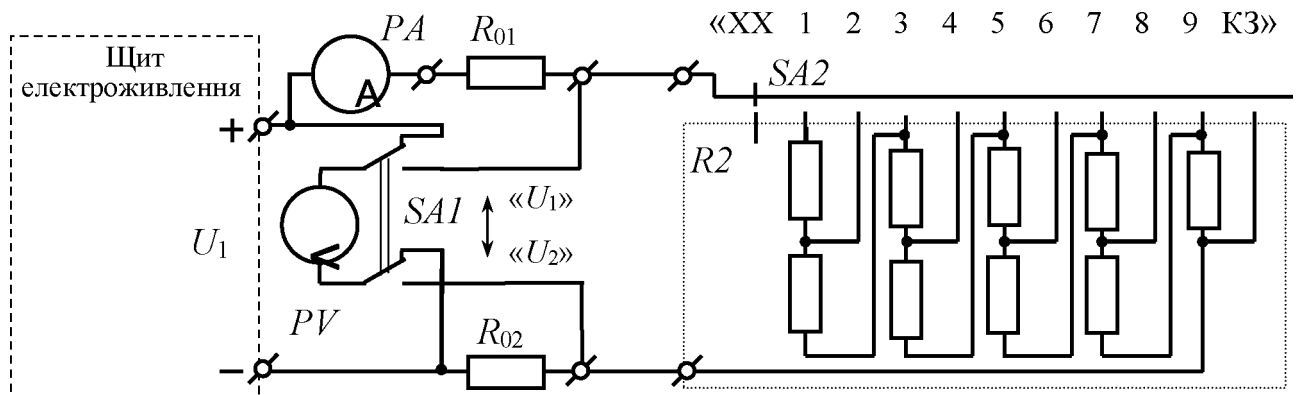 «ХХ 1 2 3 4 5 6 7 8 9 КЗ»
PA R01
Щит
електроживлення
A
SA2
+
R2
SA1
«U1»
U1
V
«U2»
PV
R02
−